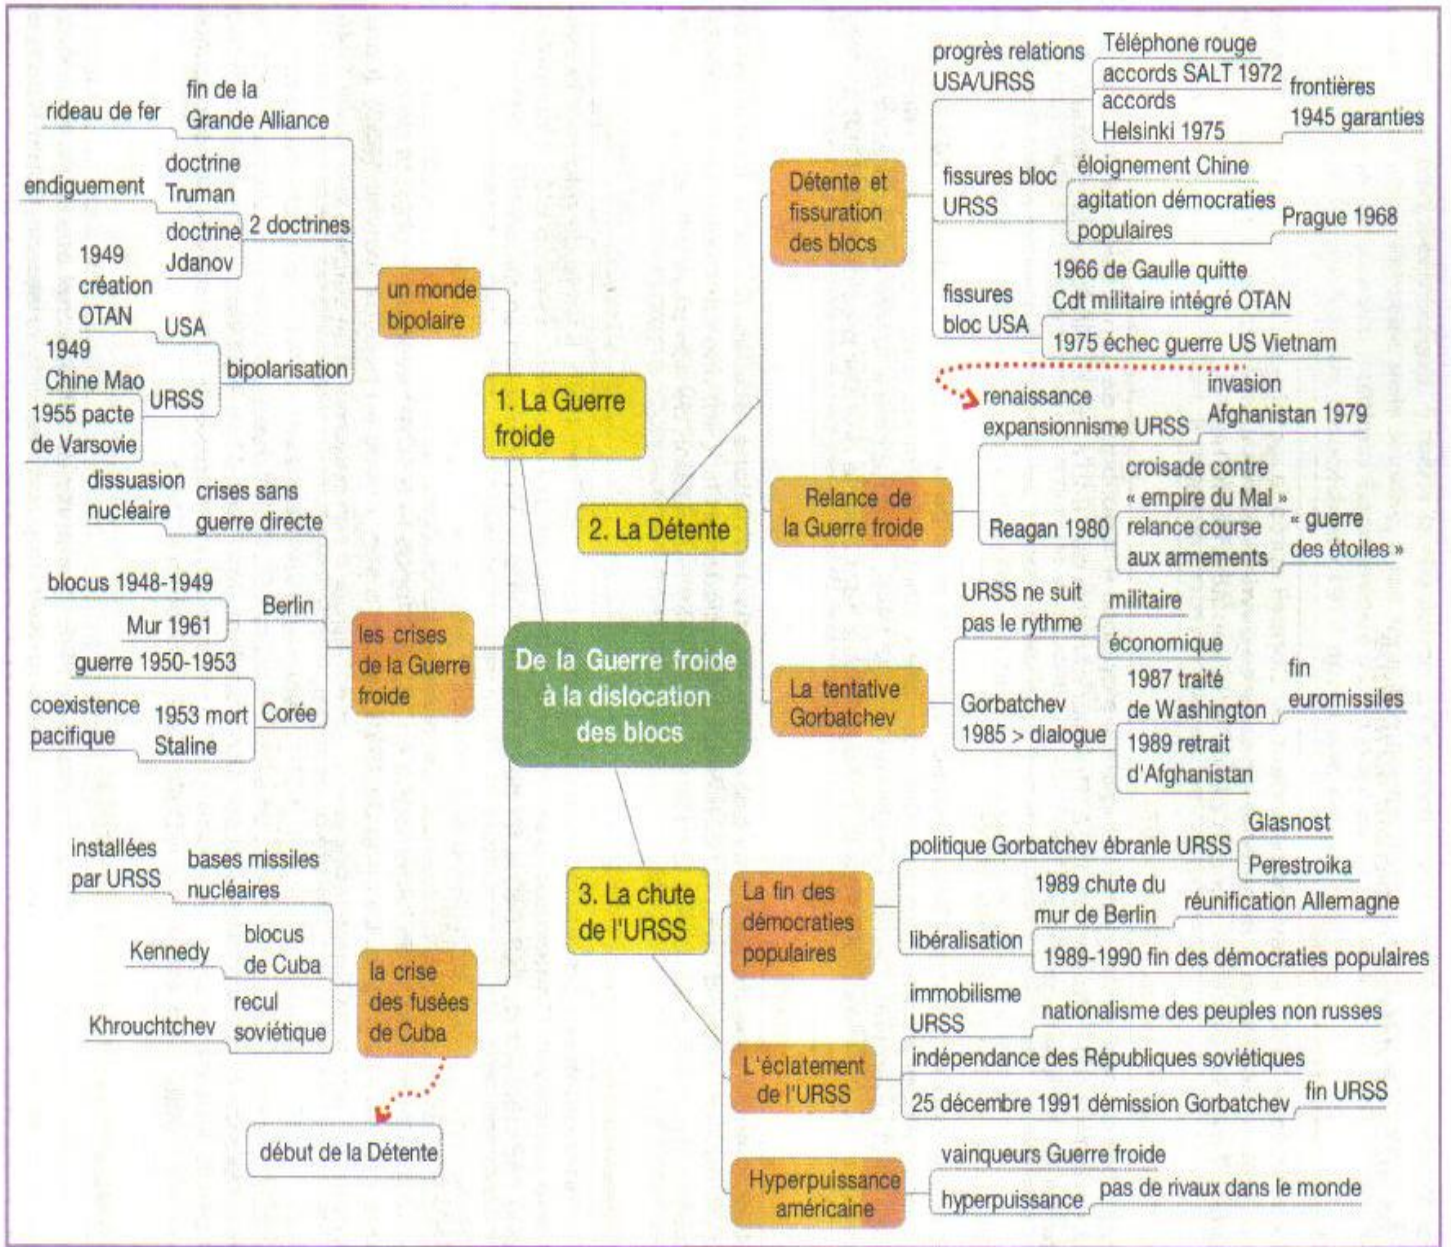 De la Guerre froide
à la dislocation
des blocs
1. La Guerre
froide
un monde
bipolaire
fin de la
Grande Alliance
rideau de fer
2 doctrines
doctrine
Truman
endiguement
doctrine
Jdanov
bipolarisation
USA
1949
création
OTAN
URSS
1949
Chine Mao
1955 pacte
de Varsovie
les crises
de la Guerre
froide
crises sans
guerre directe
dissuasion
nucléaire
Berlin
blocus 1948-1949
Mur 1961
Corée
guerre 1950-1953
1953 mort
Staline
coexistence
pacifique
la crise
des fusées
de Cuba
bases missiles
nucléaires
installées
par URSS
blocus
de Cuba
Kennedy
recul
soviétique
Khrouchtchev
début de la Détente
2. La Détente
Détente et
fissuration
des blocs
progrès relations
USA/URSS
Téléphone rouge
accords SALT 1972
accords
Helsinki 1975
frontières
1945 garanties
fissures bloc
URSS
éloignement Chine
agitation démocraties
populaires
Prague 1968
fissures
bloc USA
1966 de Gaulle quitte
Cdt militaire intégré OTAN
1975 échec guerre US Vietnam
Relance de
la Guerre froide
renaissance
expansionnisme URSS
invasion
Afghanistan 1979
Reagan 1980
croisade contre
« empire du Mal »
relance course
aux armements
« guerre
des étoiles »
La tentative
Gorbatchev
URSS ne suit
pas le rythme
militaire
économique
Gorbatchev
1985 > dialogue
1987 traité
de Washington
fin
euromissiles
1989 retrait
d'Afghanistan
3. La chute
de l'URSS
La fin des
démocraties
populaires
politique Gorbatchev ébranle URSS
Glasnost
Perestroika
libéralisation
1989 chute du
mur de Berlin
réunification Allemagne
1989-1990 fin des démocraties populaires
L'éclatement
de l'URSS
immobilisme
URSS
nationalisme des peuples non russes
indépendance des Républiques soviétiques
25 décembre 1991 démission Gorbatchev
fin URSS
Hyperpuissance
américaine
vainqueurs Guerre froide
hyperpuissance
pas de rivaux dans le monde